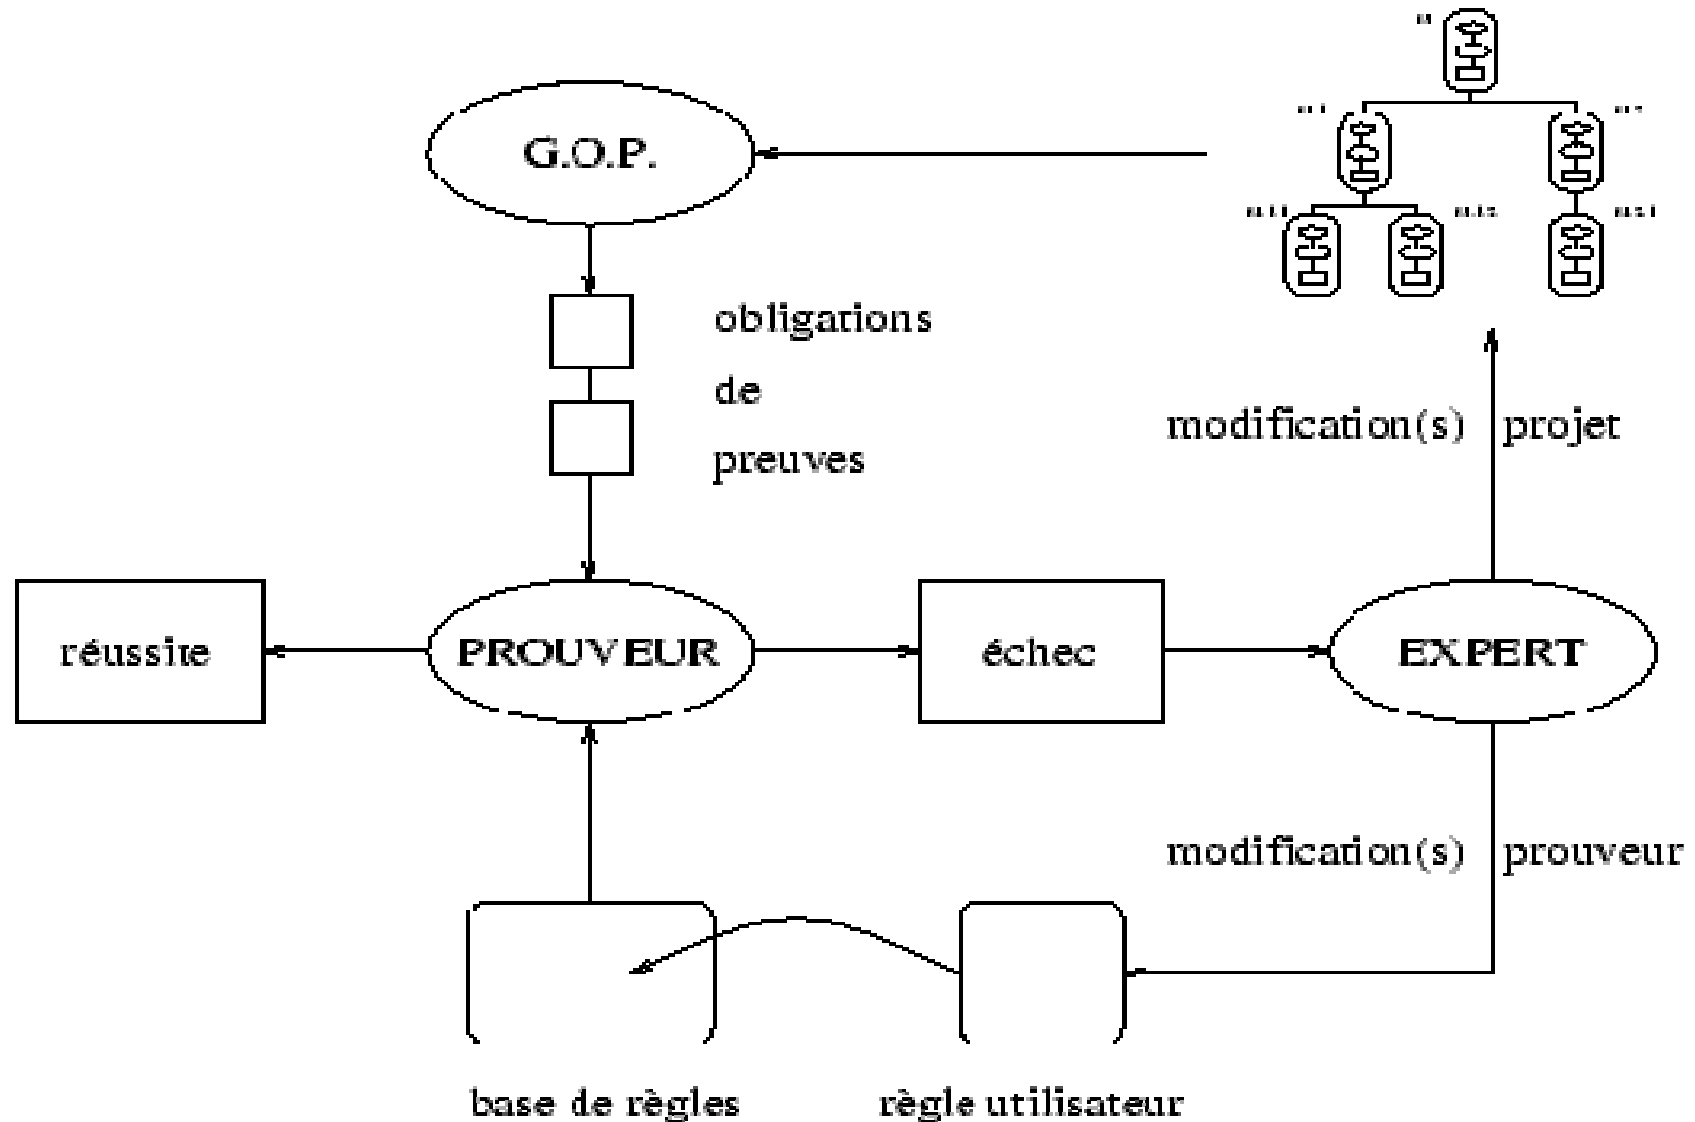 G.O.P.
obligations
de
preuves
modification(s) projet
réussite
PROUVEUR
échec
EXPERT
modification(s) prouveur
base de règles
règle utilisateur